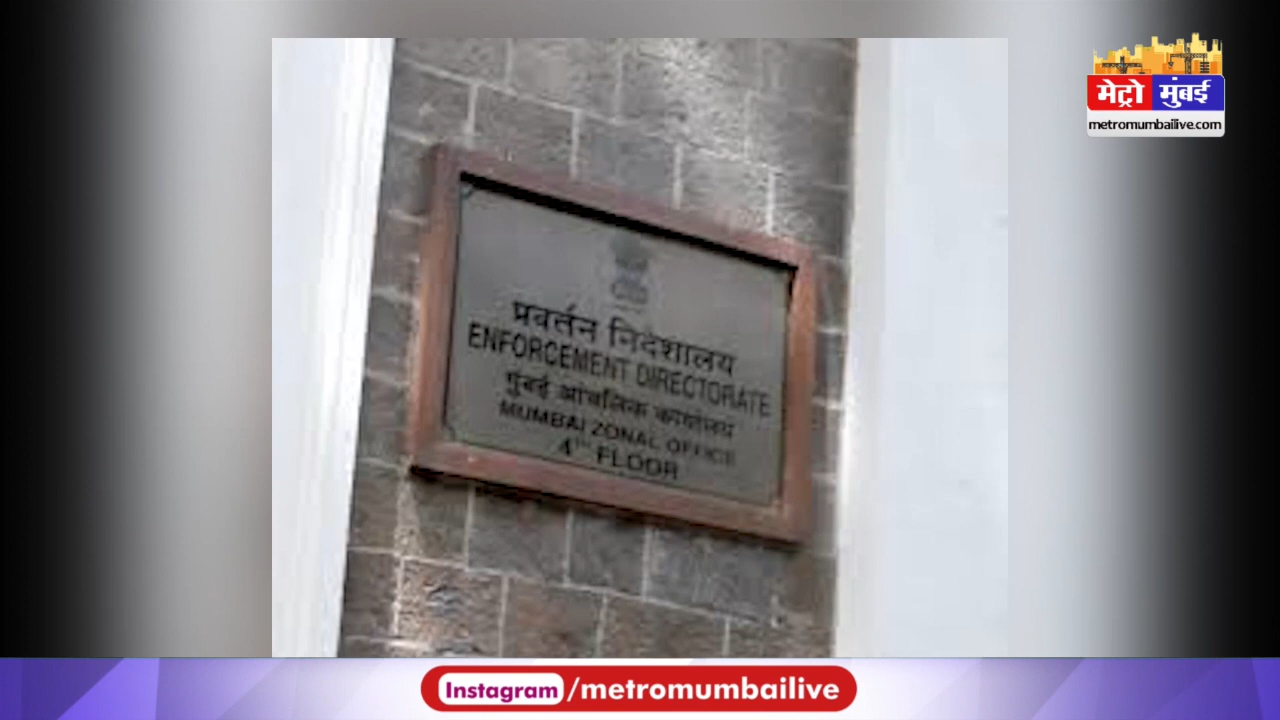 मेट्रो मुंबई
metromumbailive.com
प्रवर्तन निदेशालय
ENFORCEMENT DIRECTORATE
मुंबई आंचलिक कार्यालय
MUMBAI ZONAL OFFICE
4TH FLOOR
Instagram/metromumbailive